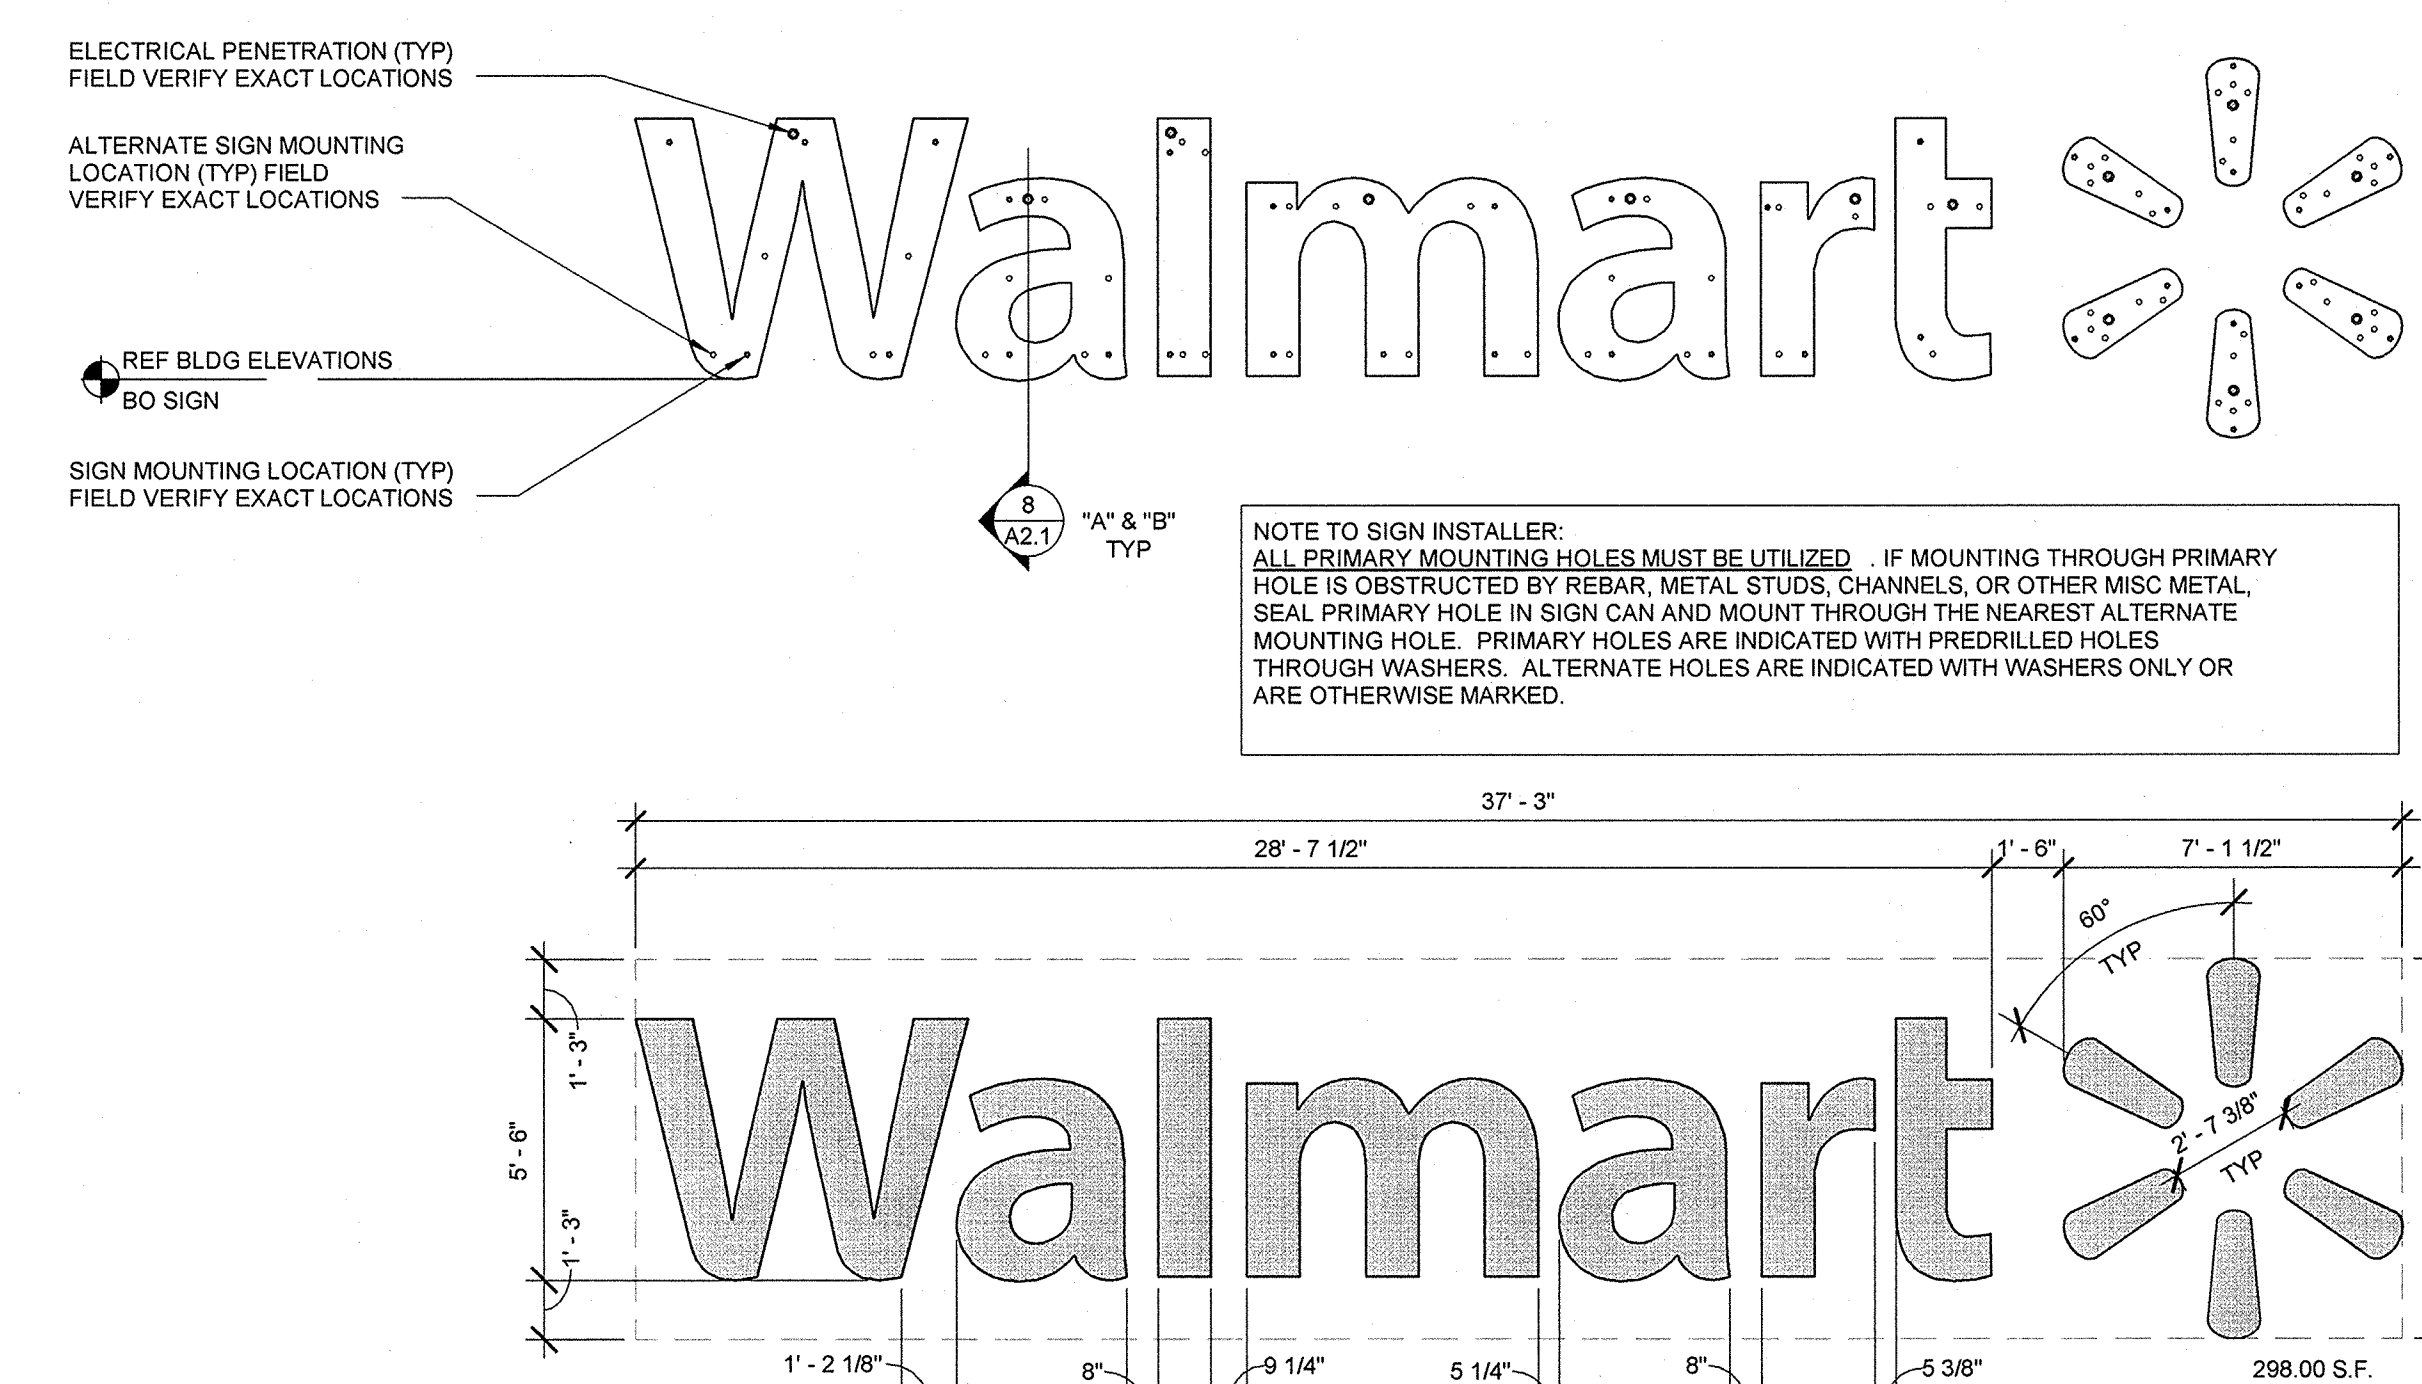 ELECTRICAL PENETRATION (TYP)
FIELD VERIFY EXACT LOCATIONS
ALTERNATE SIGN MOUNTING
LOCATION (TYP) FIELD
VERIFY EXACT LOCATIONS
Walmart
REF BLDG ELEVATIONS
BO SIGN
SIGN MOUNTING LOCATION (TYP)
FIELD VERIFY EXACT LOCATIONS
8
A2.1
"A" & "B"
TYP
NOTE TO SIGN INSTALLER:
ALL PRIMARY MOUNTING HOLES MUST BE UTILIZED . IF MOUNTING THROUGH PRIMARY
HOLE IS OBSTRUCTED BY REBAR, METAL STUDS, CHANNELS, OR OTHER MISC METAL,
SEAL PRIMARY HOLE IN SIGN CAN AND MOUNT THROUGH THE NEAREST ALTERNATE
MOUNTING HOLE. PRIMARY HOLES ARE INDICATED WITH PREDRILLED HOLES
THROUGH WASHERS. ALTERNATE HOLES ARE INDICATED WITH WASHERS ONLY OR
ARE OTHERWISE MARKED.
37' - 3"
28' - 7 1/2"
1' - 6"
7' - 1 1/2"
60°
TYP
1' - 3"
5' - 6"
1' - 3"
Walmart
2' - 7 3/8"
TYP
1' - 2 1/8"
8"
9 1/4"
5 1/4"
8"
5 3/8"
298.00 S.F.